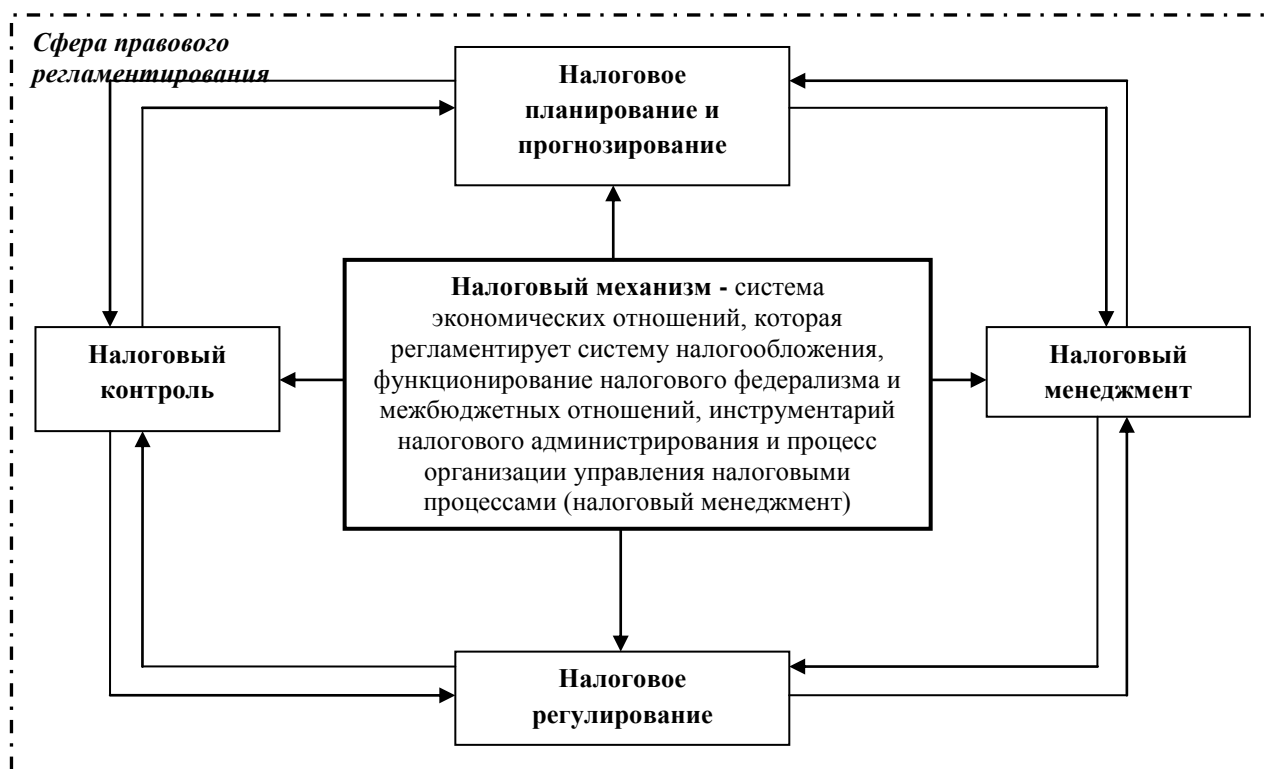 Сфера правового
регламентирования
Налоговое
планирование и
прогнозирование
Налоговый механизм - система
экономических отношений, которая
регламентирует систему налогообложения,
функционирование налогового федерализма и
межбюджетных отношений, инструментарий
налогового администрирования и процесс
организации управления налоговыми
процессами (налоговый менеджмент)
Налоговый
контроль
Налоговый
менеджмент
Налоговое
регулирование